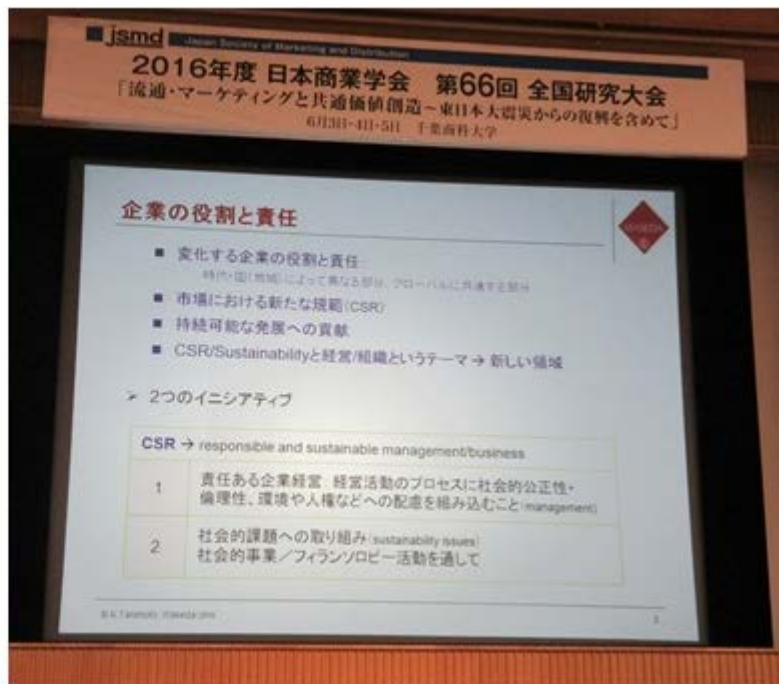 jsmd Japan Society of Marketing and Distribution
2016年度 日本商業学会 第66回 全国研究大会
「流通・マーケティングと共通価値創造～東日本大震災からの復興を含めて」
6月3日・4日・5日 千葉商科大学
企業の役割と責任
WASEDA
■ 変化する企業の役割と責任:
時代・国(地域)によって異なる部分、グローバルに共通する部分
■ 市場における新たな規範(CSR)
■ 持続可能な発展への貢献
■ CSR/Sustainabilityと経営/組織というテーマ → 新しい領域
➢ 2つのイニシアティブ
CSR → responsible and sustainable management/business
1 責任ある企業経営: 経営活動のプロセスに社会的公正性・
倫理性、環境や人権などへの配慮を組み込むこと(management)
2 社会的課題への取り組み(sustainability issues)
社会的事業／フィランソロピー活動を通して